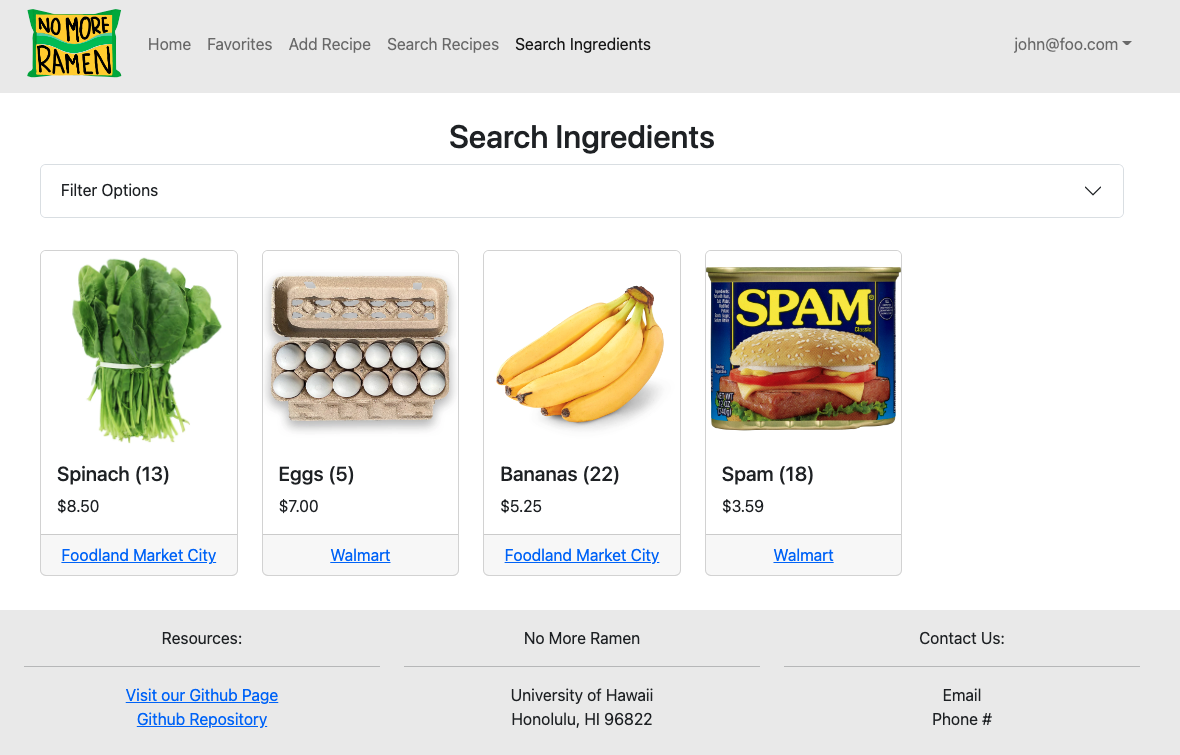 NO MORE
RAMEN
Home Favorites Add Recipe Search Recipes Search Ingredients john@foo.com
Search Ingredients
Filter Options
SPAM®
Classic
Spinach (13)
$8.50
Foodland Market City
Eggs (5)
$7.00
Walmart
Bananas (22)
$5.25
Foodland Market City
Spam (18)
$3.59
Walmart
Resources:
Visit our Github Page
Github Repository
No More Ramen
University of Hawaii
Honolulu, HI 96822
Contact Us:
Email
Phone #